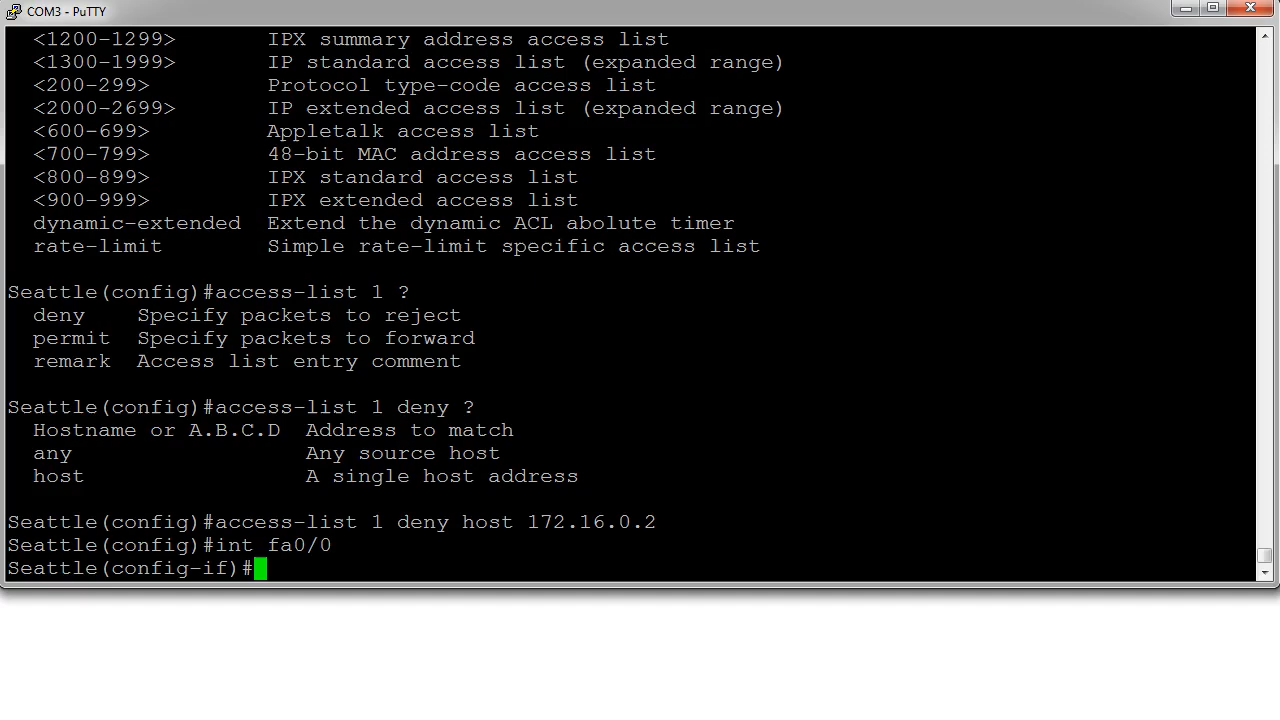 COM3 - PuTTY
<1200-1299>       IPX summary address access list
<1300-1999>       IP standard access list (expanded range)
<200-299>         Protocol type-code access list
<2000-2699>       IP extended access list (expanded range)
<600-699>         Appletalk access list
<700-799>         48-bit MAC address access list
<800-899>         IPX standard access list
<900-999>         IPX extended access list
dynamic-extended  Extend the dynamic ACL abolute timer
rate-limit        Simple rate-limit specific access list
Seattle(config)#access-list 1 ?
deny    Specify packets to reject
permit  Specify packets to forward
remark  Access list entry comment
Seattle(config)#access-list 1 deny ?
Hostname or A.B.C.D  Address to match
any                  Any source host
host                 A single host address
Seattle(config)#access-list 1 deny host 172.16.0.2
Seattle(config)#int fa0/0
Seattle(config-if)#